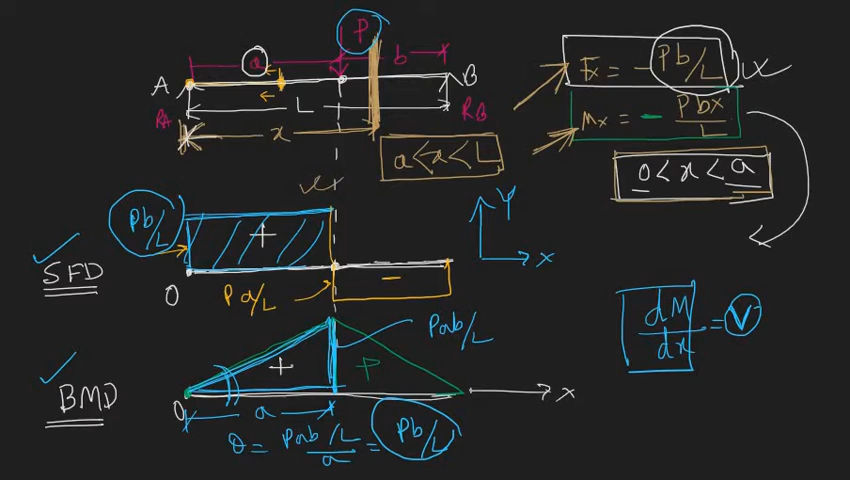 P
a
b
A
B
L
RA
RB
x
a < x < L
Fx = - Pb/L
Mx = - Pbx/L
0 < x < a
Pb/L
+
-
SFD
0
Pa/L
Y
x
dM/dx = V
Pab/L
+
BMD
0
x
a
θ = Pab/L / a = Pb/L